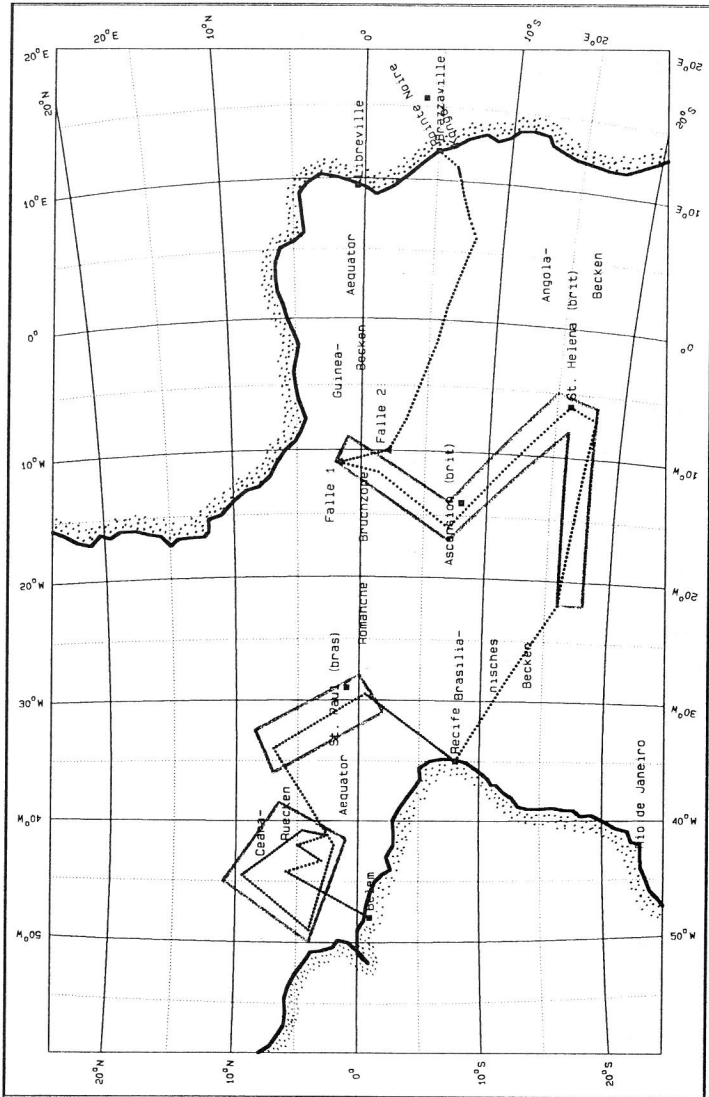 20°E
20°N
10°E
0°
10°W
20°W
30°W
40°W
50°W
20°N
10°N
0°
10°S
20°S
20°E
10°N
0°
10°S
20°S
20°E
10°E
0°
10°W
20°W
30°W
40°W
50°W
Ceara-
Ruecken
Aequator
Belem
St. Paul (bras)
Romanche
Bruchzone
Recife
Brasilia-
nisches
Becken
Rio de Janeiro
Falle 1
Falle 2
Guinea-
Becken
Aequator
Ascension (brit)
St. Helena (brit)
Angola-
Becken
Libreville
Pointe Noire
Brazzaville